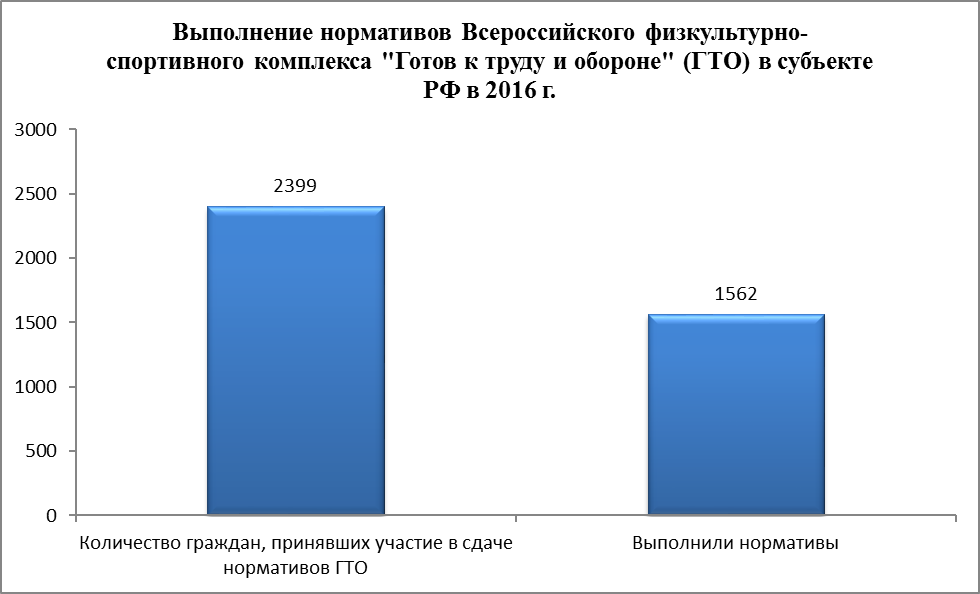 Выполнение нормативов Всероссийского физкультурно-
спортивного комплекса "Готов к труду и обороне" (ГТО) в субъекте
РФ в 2016 г.
3000
2500
2000
1500
1000
500
0
2399
1562
Количество граждан, принявших участие в сдаче
нормативов ГТО
Выполнили нормативы